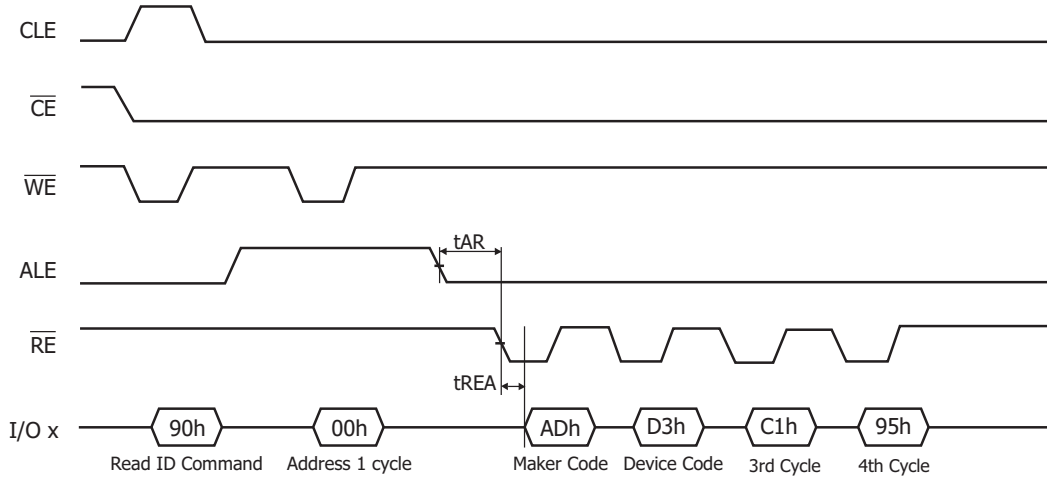 CLE
CE
WE
ALE
tAR
RE
tREA
I/O x
90h
00h
ADh
D3h
C1h
95h
Read ID Command
Address 1 cycle
Maker Code
Device Code
3rd Cycle
4th Cycle